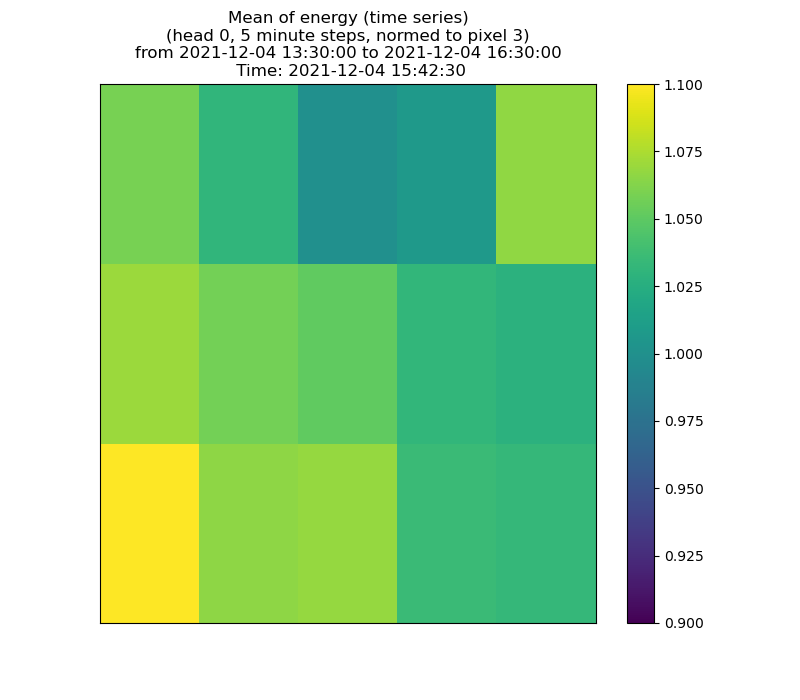 Mean of energy (time series)
(head 0, 5 minute steps, normed to pixel 3)
from 2021-12-04 13:30:00 to 2021-12-04 16:30:00
Time: 2021-12-04 15:42:30
1.100
1.075
1.050
1.025
1.000
0.975
0.950
0.925
0.900